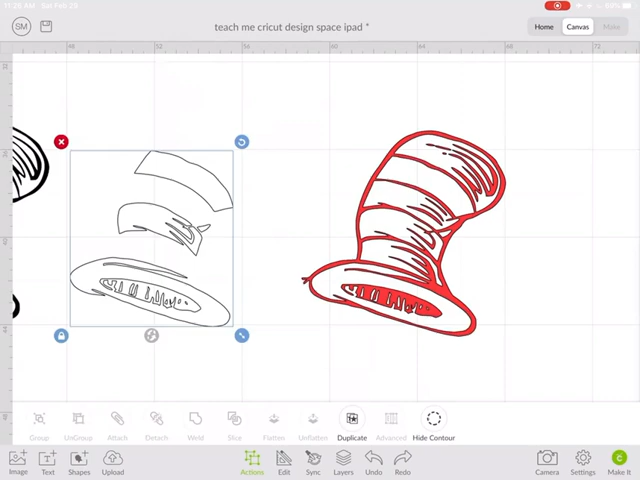 11:26 AM Sat Feb 29
SM
teach me cricut design space ipad *
Home Canvas Make
48 52 56 60 64 68 72
Group UnGroup Attach Detach Weld Slice Flatten Unflatten Duplicate Advanced Hide Contour
Image Text Shapes Upload Actions Edit Sync Layers Undo Redo Camera Settings Make It